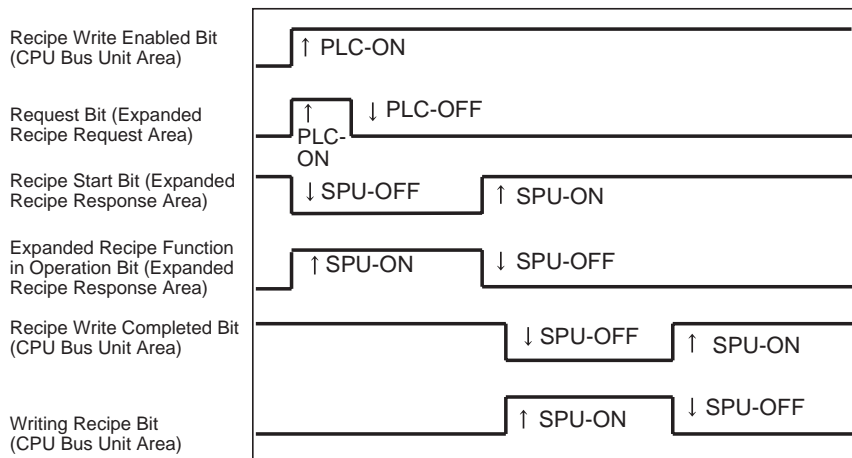 Recipe Write Enabled Bit
(CPU Bus Unit Area)
↑ PLC-ON
Request Bit (Expanded
Recipe Request Area)
↑
PLC-
ON
↓ PLC-OFF
Recipe Start Bit (Expanded
Recipe Response Area)
↓ SPU-OFF
↑ SPU-ON
Expanded Recipe Function
in Operation Bit (Expanded
Recipe Response Area)
↑ SPU-ON
↓ SPU-OFF
Recipe Write Completed Bit
(CPU Bus Unit Area)
↓ SPU-OFF
↑ SPU-ON
Writing Recipe Bit
(CPU Bus Unit Area)
↑ SPU-ON
↓ SPU-OFF